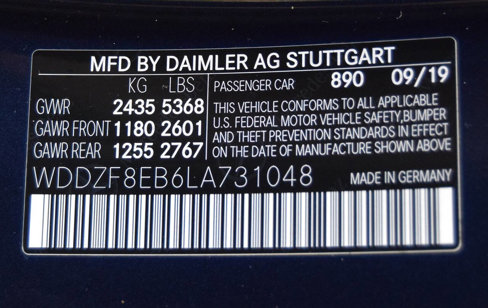 MFD BY DAIMLER AG STUTTGART
KG LBS
GVWR 2435 5368
GAWR FRONT 1180 2601
GAWR REAR 1255 2767
PASSENGER CAR 890 09/19
THIS VEHICLE CONFORMS TO ALL APPLICABLE
U.S. FEDERAL MOTOR VEHICLE SAFETY,BUMPER
AND THEFT PREVENTION STANDARDS IN EFFECT
ON THE DATE OF MANUFACTURE SHOWN ABOVE
WDDZF8EB6LA731048 MADE IN GERMANY